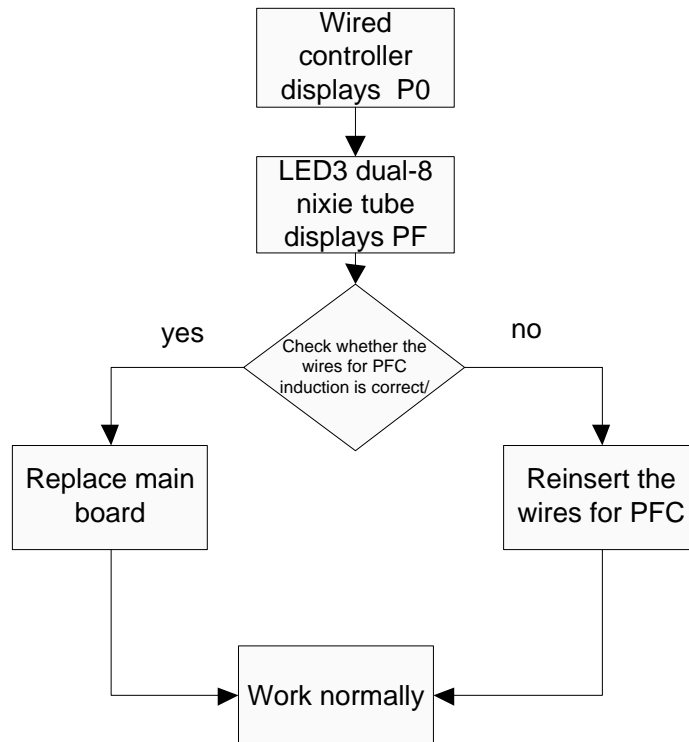 Wired
controller
displays  P0
LED3 dual-8
nixie tube
displays PF
yes
no
Check whether the
wires for PFC
induction is correct/
Replace main
board
Reinsert the
wires for PFC
Work normally